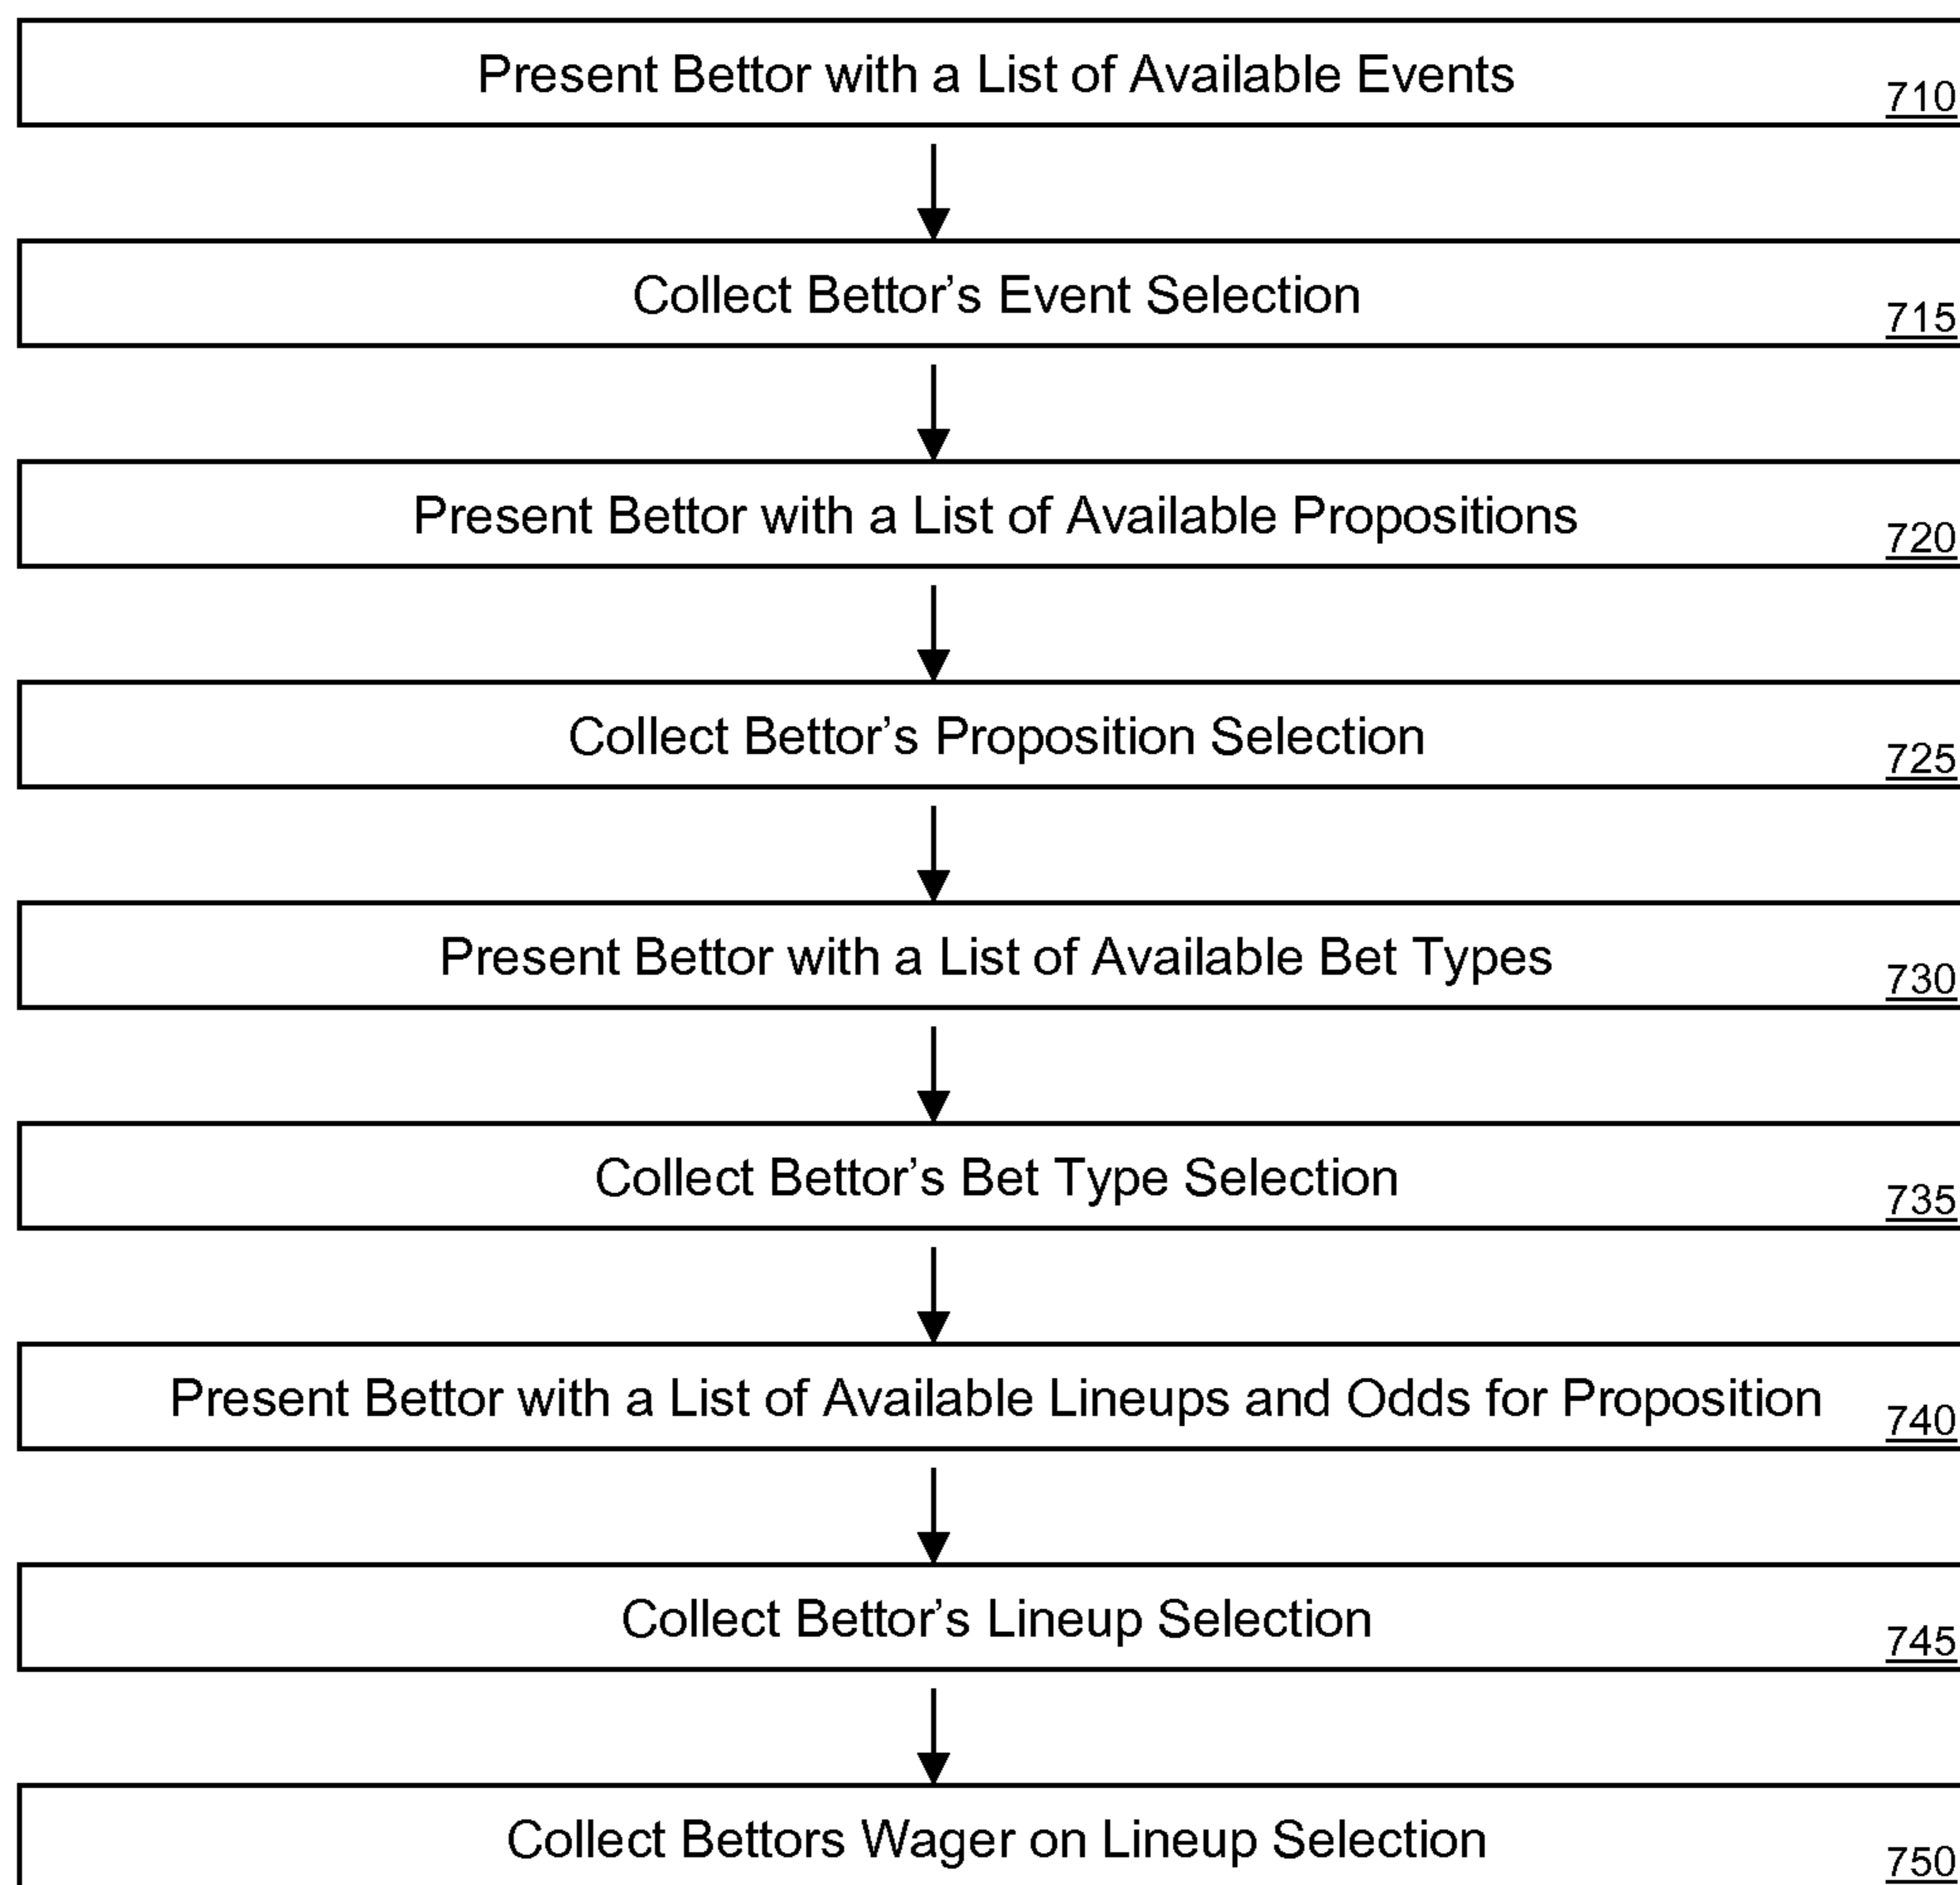 Present Bettor with a List of Available Events
710
Collect Bettor's Event Selection
715
Present Bettor with a List of Available Propositions
720
Collect Bettor's Proposition Selection
725
Present Bettor with a List of Available Bet Types
730
Collect Bettor's Bet Type Selection
735
Present Bettor with a List of Available Lineups and Odds for Proposition
740
Collect Bettor's Lineup Selection
745
Collect Bettors Wager on Lineup Selection
750